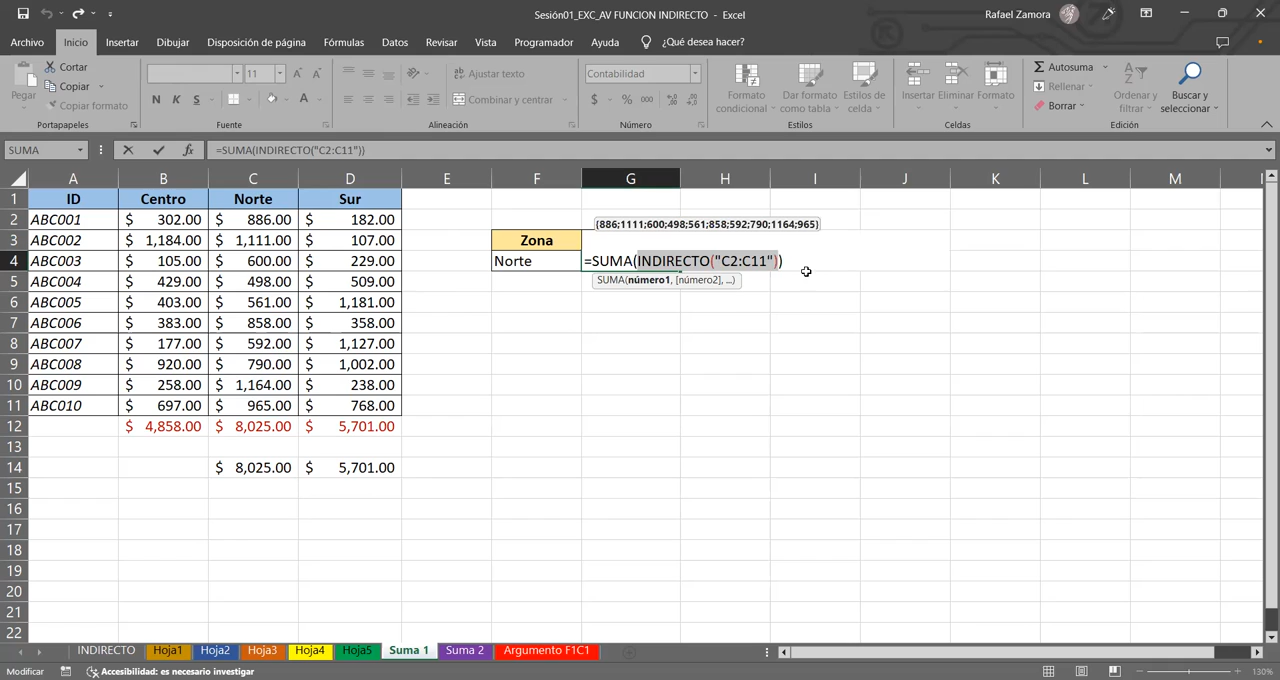 Sesión01_EXC_AV FUNCION INDIRECTO - Excel
Rafael Zamora
Archivo Inicio Insertar Dibujar Disposición de página Fórmulas Datos Revisar Vista Programador Ayuda ¿Qué desea hacer?
Pegar
Cortar
Copiar
Copiar formato
Portapapeles
11
N K S
Fuente
Ajustar texto
Combinar y centrar
Alineación
Contabilidad
$ % 000
Número
Formato condicional
Dar formato como tabla
Estilos de celda
Estilos
Insertar Eliminar Formato
Celdas
Autosuma
Rellenar
Borrar
Ordenar y filtrar
Buscar y seleccionar
Edición
SUMA =SUMA(INDIRECTO("C2:C11"))
A B C D E F G H I J K L M
1 ID Centro Norte Sur
2 ABC001 $ 302.00 $ 886.00 $ 182.00
{886;1111;600;498;561;858;592;790;1164;965}
3 ABC002 $ 1,184.00 $ 1,111.00 $ 107.00 Zona
4 ABC003 $ 105.00 $ 600.00 $ 229.00 Norte =SUMA(INDIRECTO("C2:C11"))
5 ABC004 $ 429.00 $ 498.00 $ 509.00 SUMA(número1, [número2], ...)
6 ABC005 $ 403.00 $ 561.00 $ 1,181.00
7 ABC006 $ 383.00 $ 858.00 $ 358.00
8 ABC007 $ 177.00 $ 592.00 $ 1,127.00
9 ABC008 $ 920.00 $ 790.00 $ 1,002.00
10 ABC009 $ 258.00 $ 1,164.00 $ 238.00
11 ABC010 $ 697.00 $ 965.00 $ 768.00
12 $ 4,858.00 $ 8,025.00 $ 5,701.00
13
14 $ 8,025.00 $ 5,701.00
15
16
17
18
19
20
21
22
INDIRECTO Hoja1 Hoja2 Hoja3 Hoja4 Hoja5 Suma 1 Suma 2 Argumento F1C1
Modificar Accesibilidad: es necesario investigar 130%